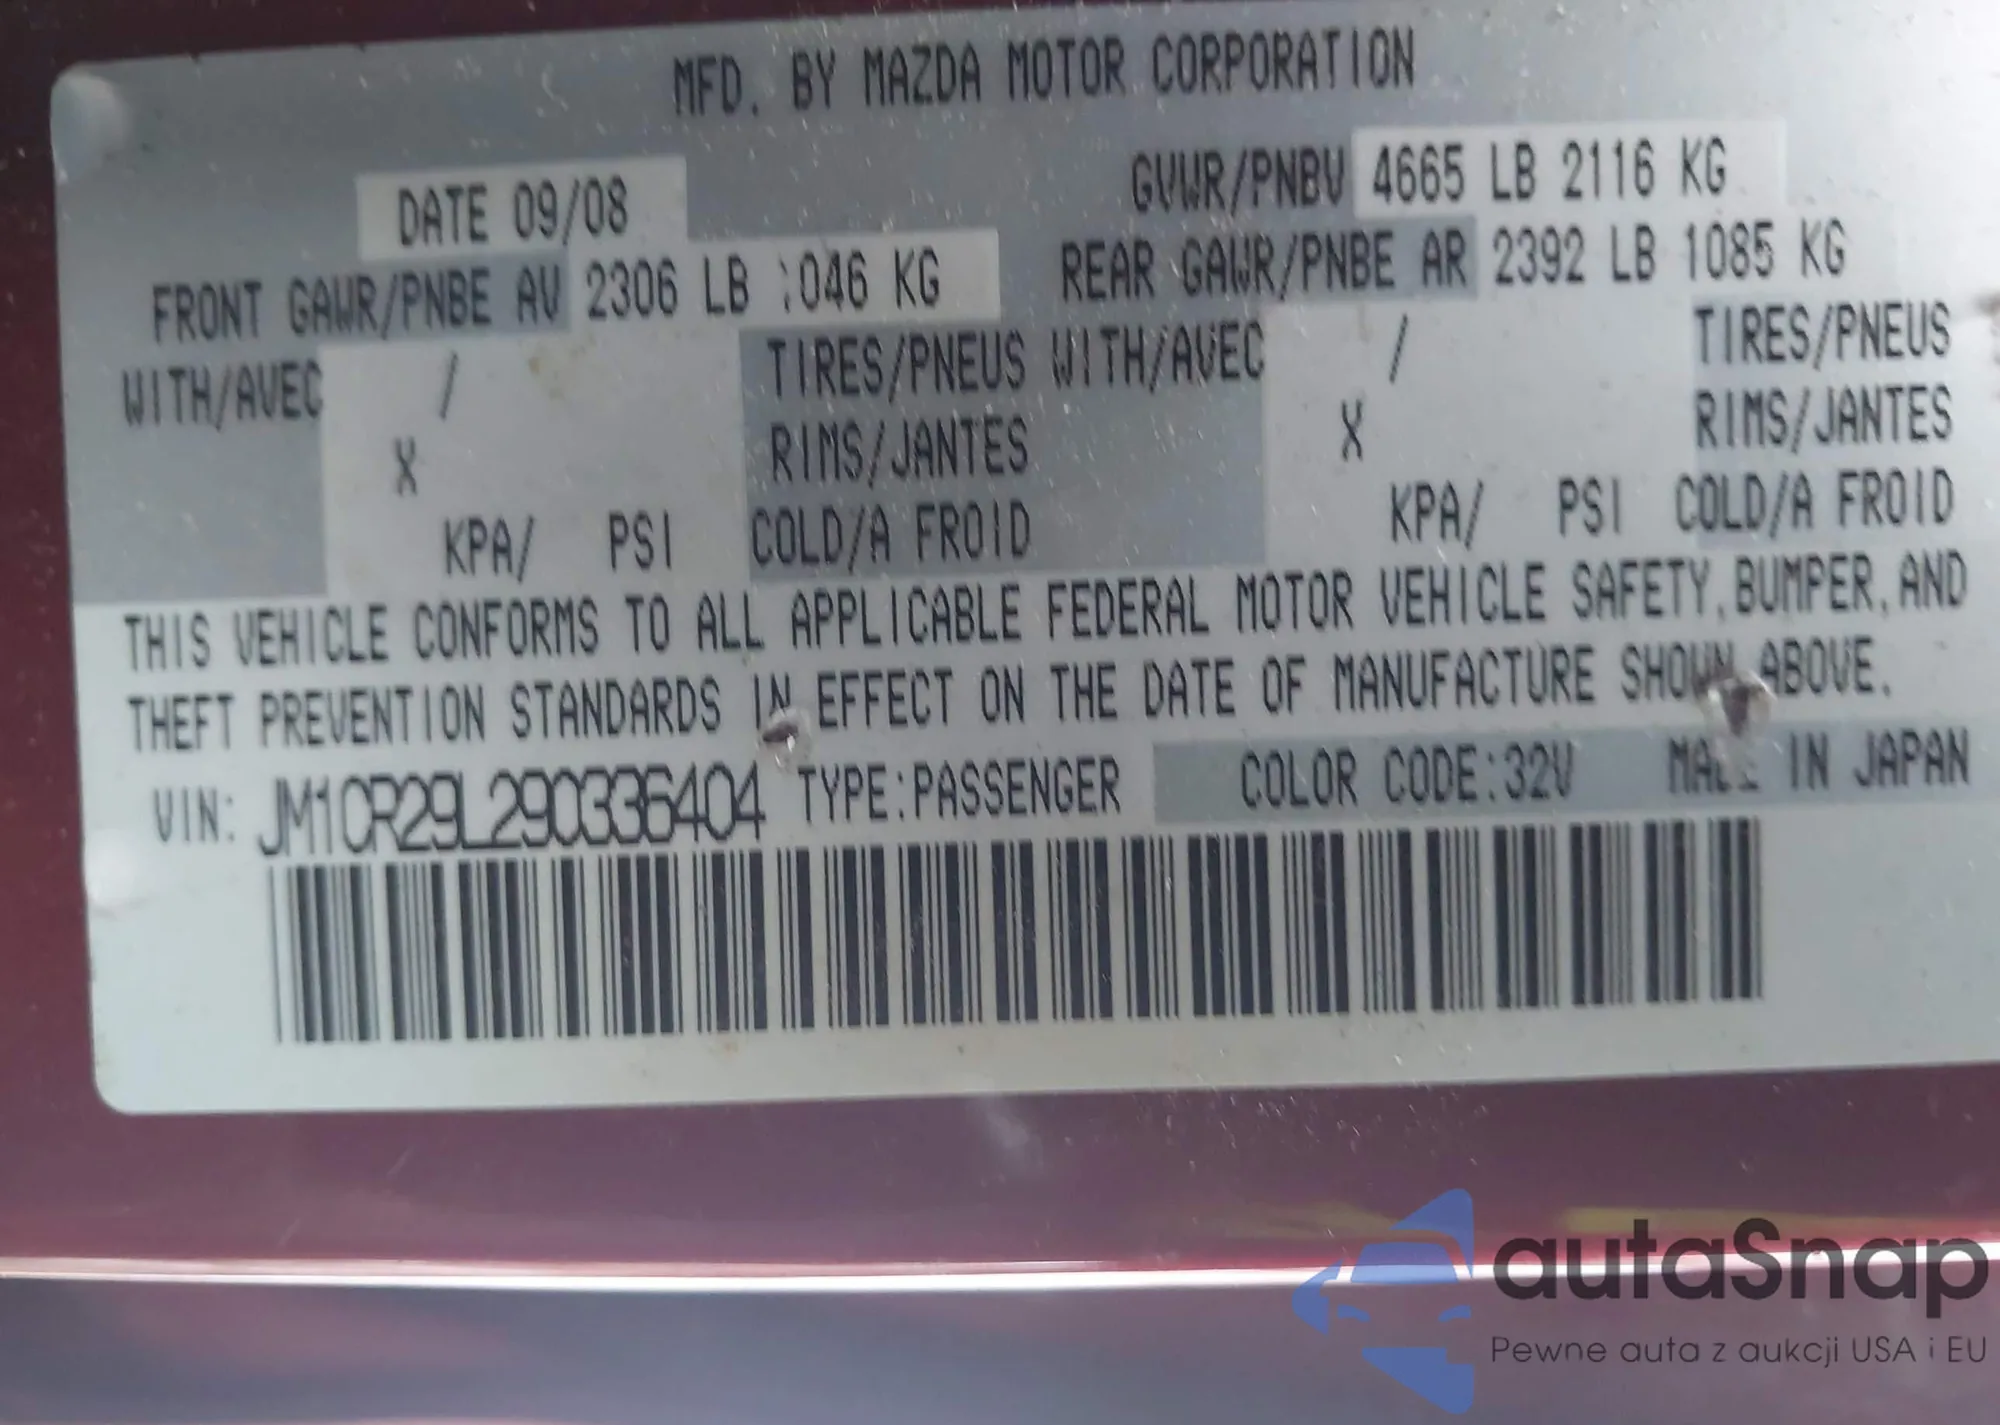 MFD. BY MAZDA MOTOR CORPORATION
DATE 09/08
GVWR/PNBV 4665 LB 2116 KG
FRONT GAWR/PNBE AV 2306 LB 1046 KG
REAR GAWR/PNBE AR 2392 LB 1085 KG
WITH/AVEC / TIRES/PNEUS WITH/AVEC / TIRES/PNEUS
X RIMS/JANTES X RIMS/JANTES
KPA/ PSI COLD/A FROID KPA/ PSI COLD/A FROID
THIS VEHICLE CONFORMS TO ALL APPLICABLE FEDERAL MOTOR VEHICLE SAFETY, BUMPER, AND
THEFT PREVENTION STANDARDS IN EFFECT ON THE DATE OF MANUFACTURE SHOWN ABOVE.
VIN: JM1CR29L290336404 TYPE:PASSENGER COLOR CODE:32V MADE IN JAPAN
autaSnap
Pewne auta z aukcji USA i EU